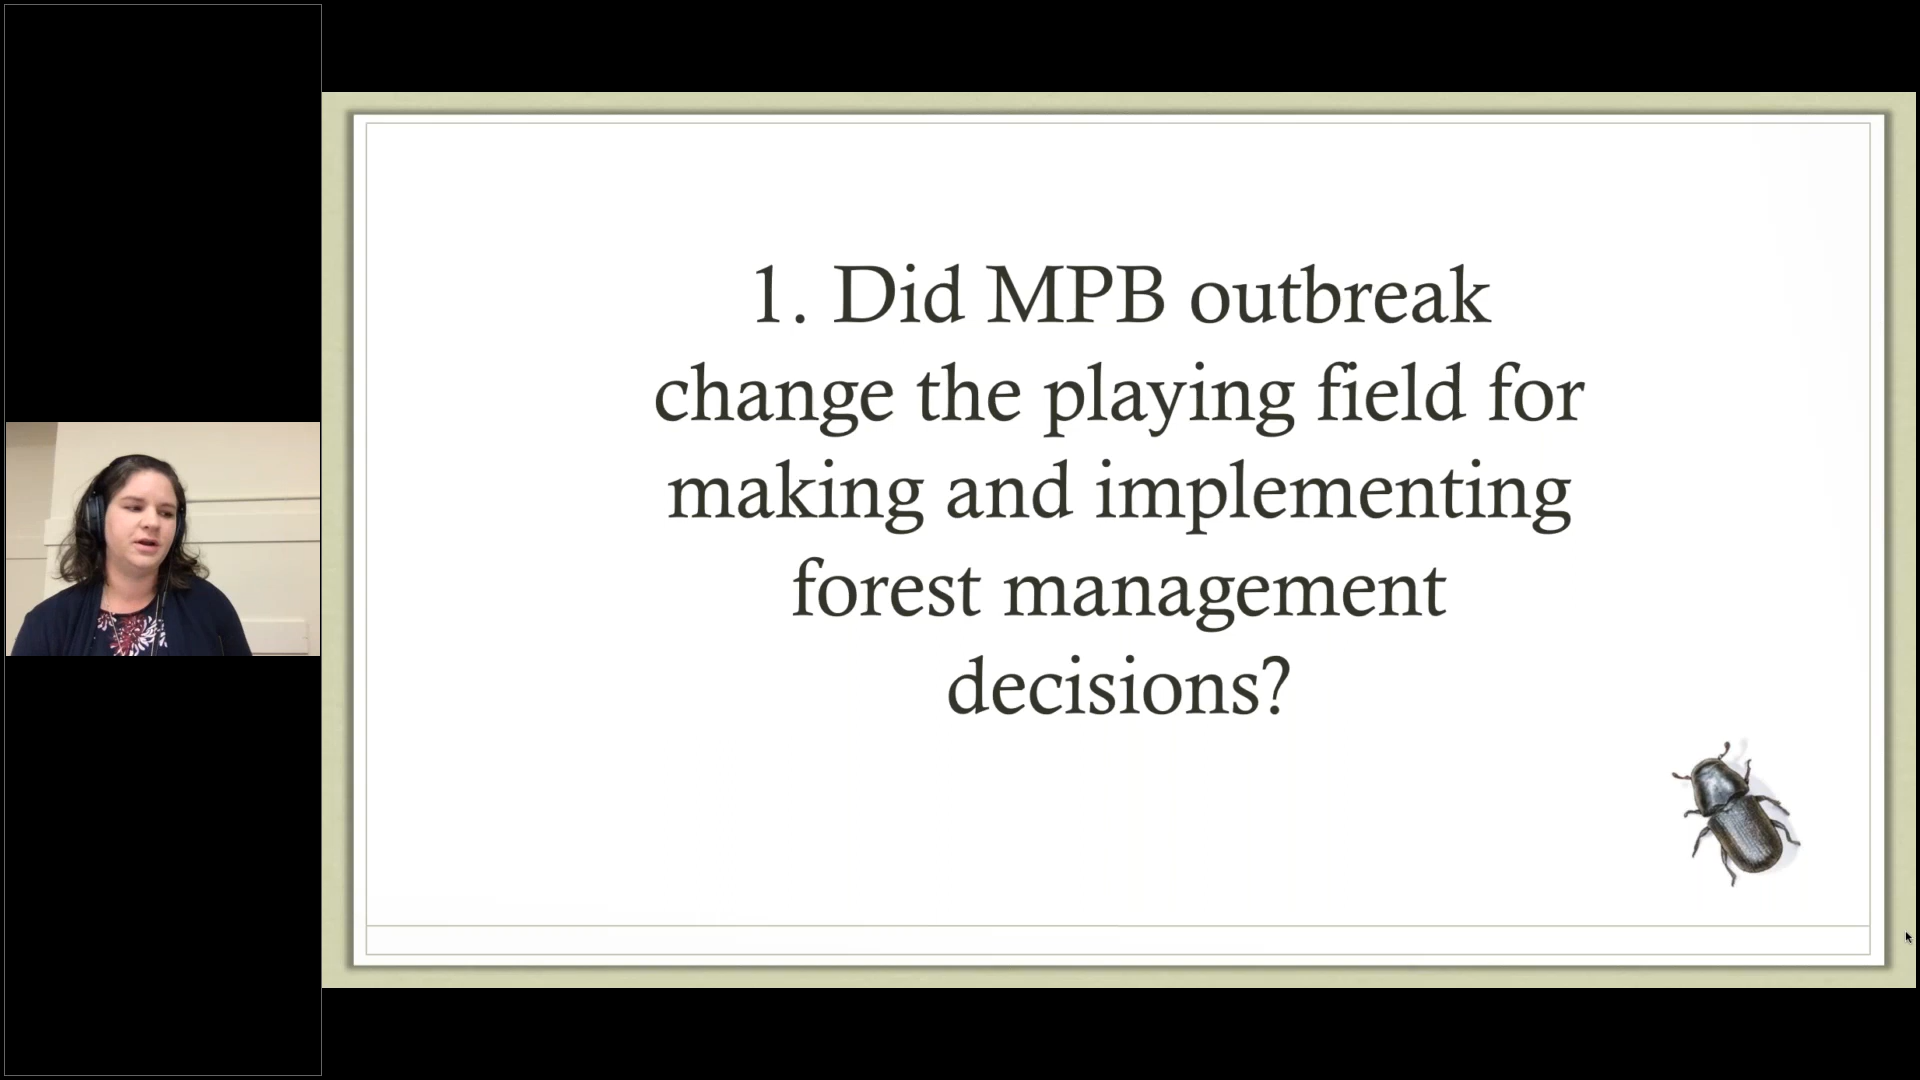 1. Did MPB outbreak
change the playing field for
making and implementing
forest management
decisions?